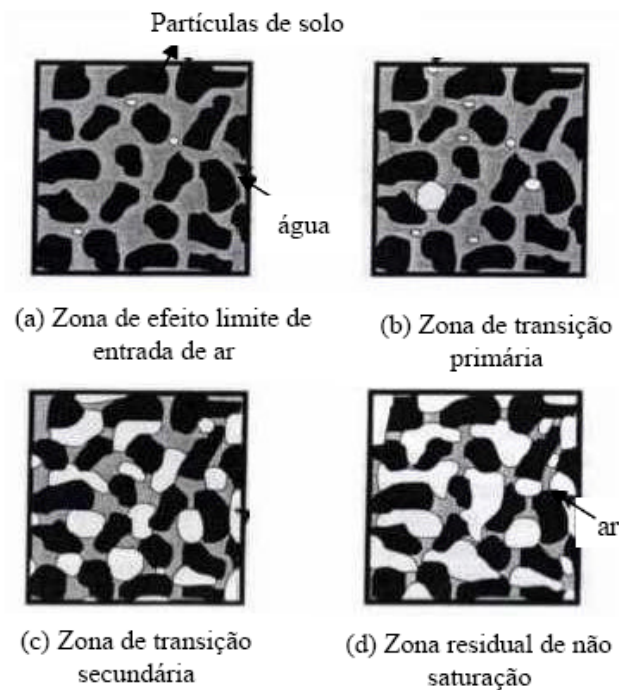 Partículas de solo
água
(a) Zona de efeito limite de
entrada de ar
(b) Zona de transição
primária
ar
(c) Zona de transição
secundária
(d) Zona residual de não
saturação